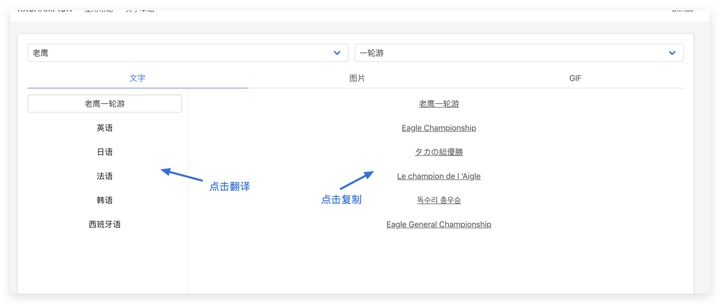 老鹰
一轮游
文字
图片
GIF
老鹰一轮游
老鹰一轮游
英语
Eagle Championship
日语
タカの総優勝
法语
Le champion de l 'Aigle
点击翻译
点击复制
韩语
독수리 총우승
西班牙语
Eagle General Championship